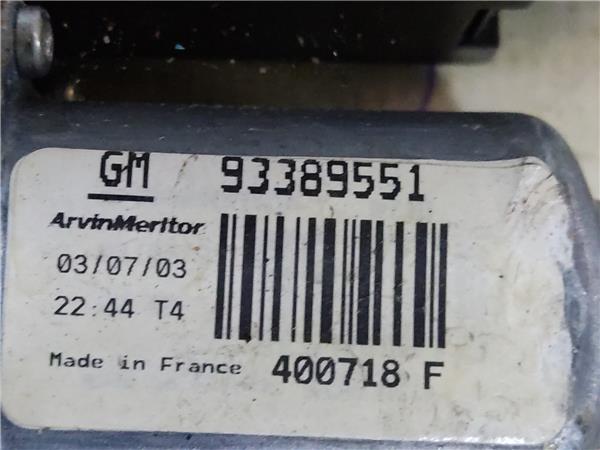 GM 93389551
ArvinMeritor
03/07/03
22:44 T4
Made in France 400718 F